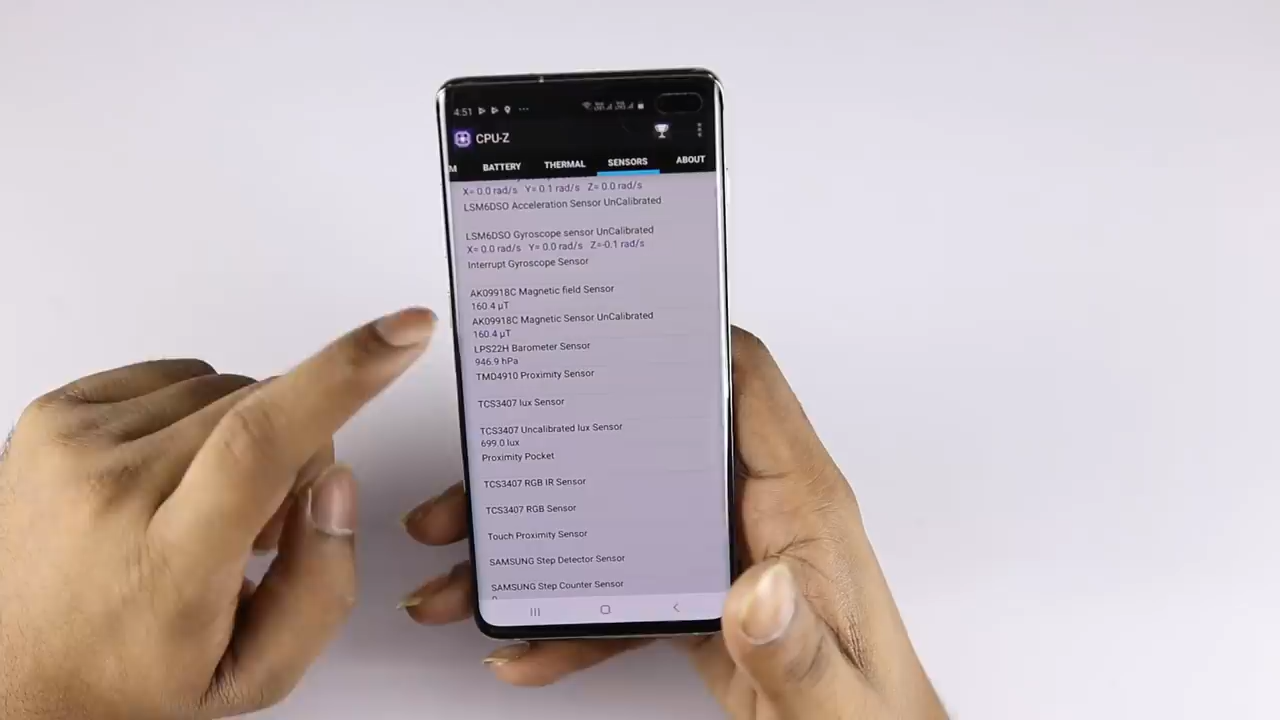 4:51
CPU-Z
M BATTERY THERMAL SENSORS ABOUT
X= 0.0 rad/s Y= 0.1 rad/s Z= 0.0 rad/s
LSM6DSO Acceleration Sensor UnCalibrated
LSM6DSO Gyroscope sensor UnCalibrated
X= 0.0 rad/s Y= 0.0 rad/s Z=-0.1 rad/s
Interrupt Gyroscope Sensor
AK09918C Magnetic field Sensor
160.4 μT
AK09918C Magnetic Sensor UnCalibrated
160.4 μT
LPS22H Barometer Sensor
946.9 hPa
TMD4910 Proximity Sensor
TCS3407 lux Sensor
TCS3407 Uncalibrated lux Sensor
699.0 lux
Proximity Pocket
TCS3407 RGB IR Sensor
TCS3407 RGB Sensor
Touch Proximity Sensor
SAMSUNG Step Detector Sensor
SAMSUNG Step Counter Sensor